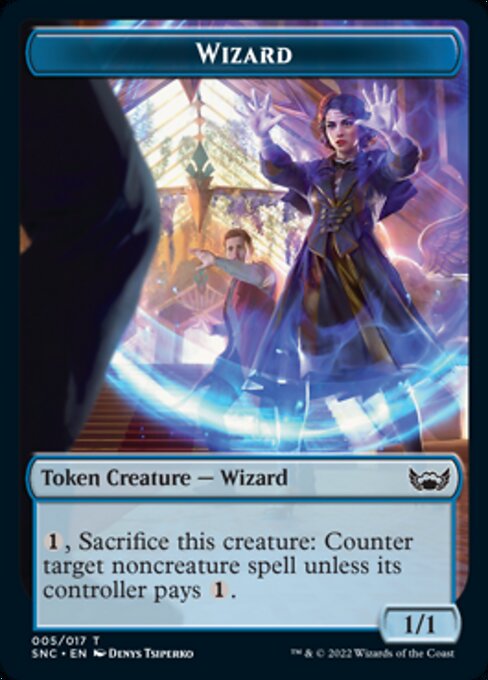 Wizard
Token Creature — Wizard
1, Sacrifice this creature: Counter
target noncreature spell unless its
controller pays 1.
1/1
005/017 T
SNC • EN Denys Tsiperko
™ & © 2022 Wizards of the Coast